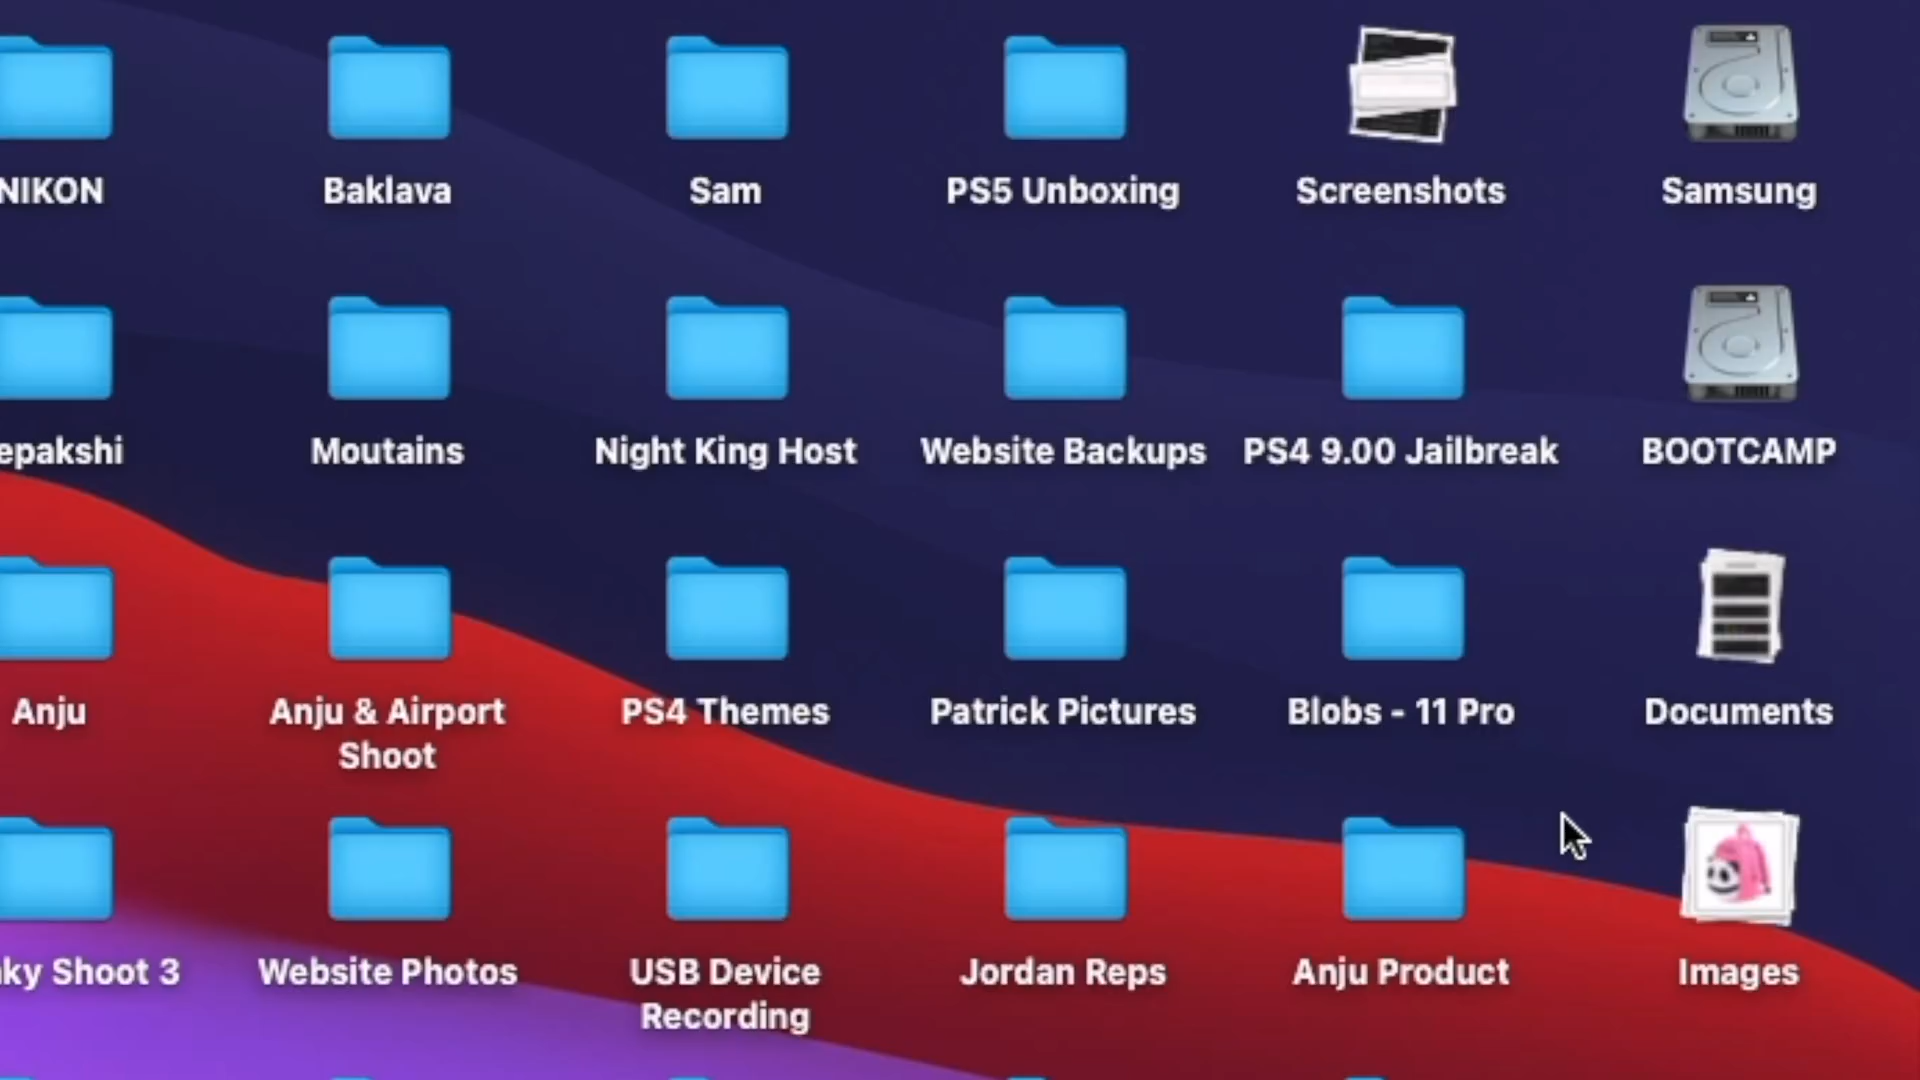 NIKON
Baklava
Sam
PS5 Unboxing
Screenshots
Samsung
epakshi
Moutains
Night King Host
Website Backups
PS4 9.00 Jailbreak
BOOTCAMP
Anju
Anju & Airport
Shoot
PS4 Themes
Patrick Pictures
Blobs - 11 Pro
Documents
ky Shoot 3
Website Photos
USB Device
Recording
Jordan Reps
Anju Product
Images